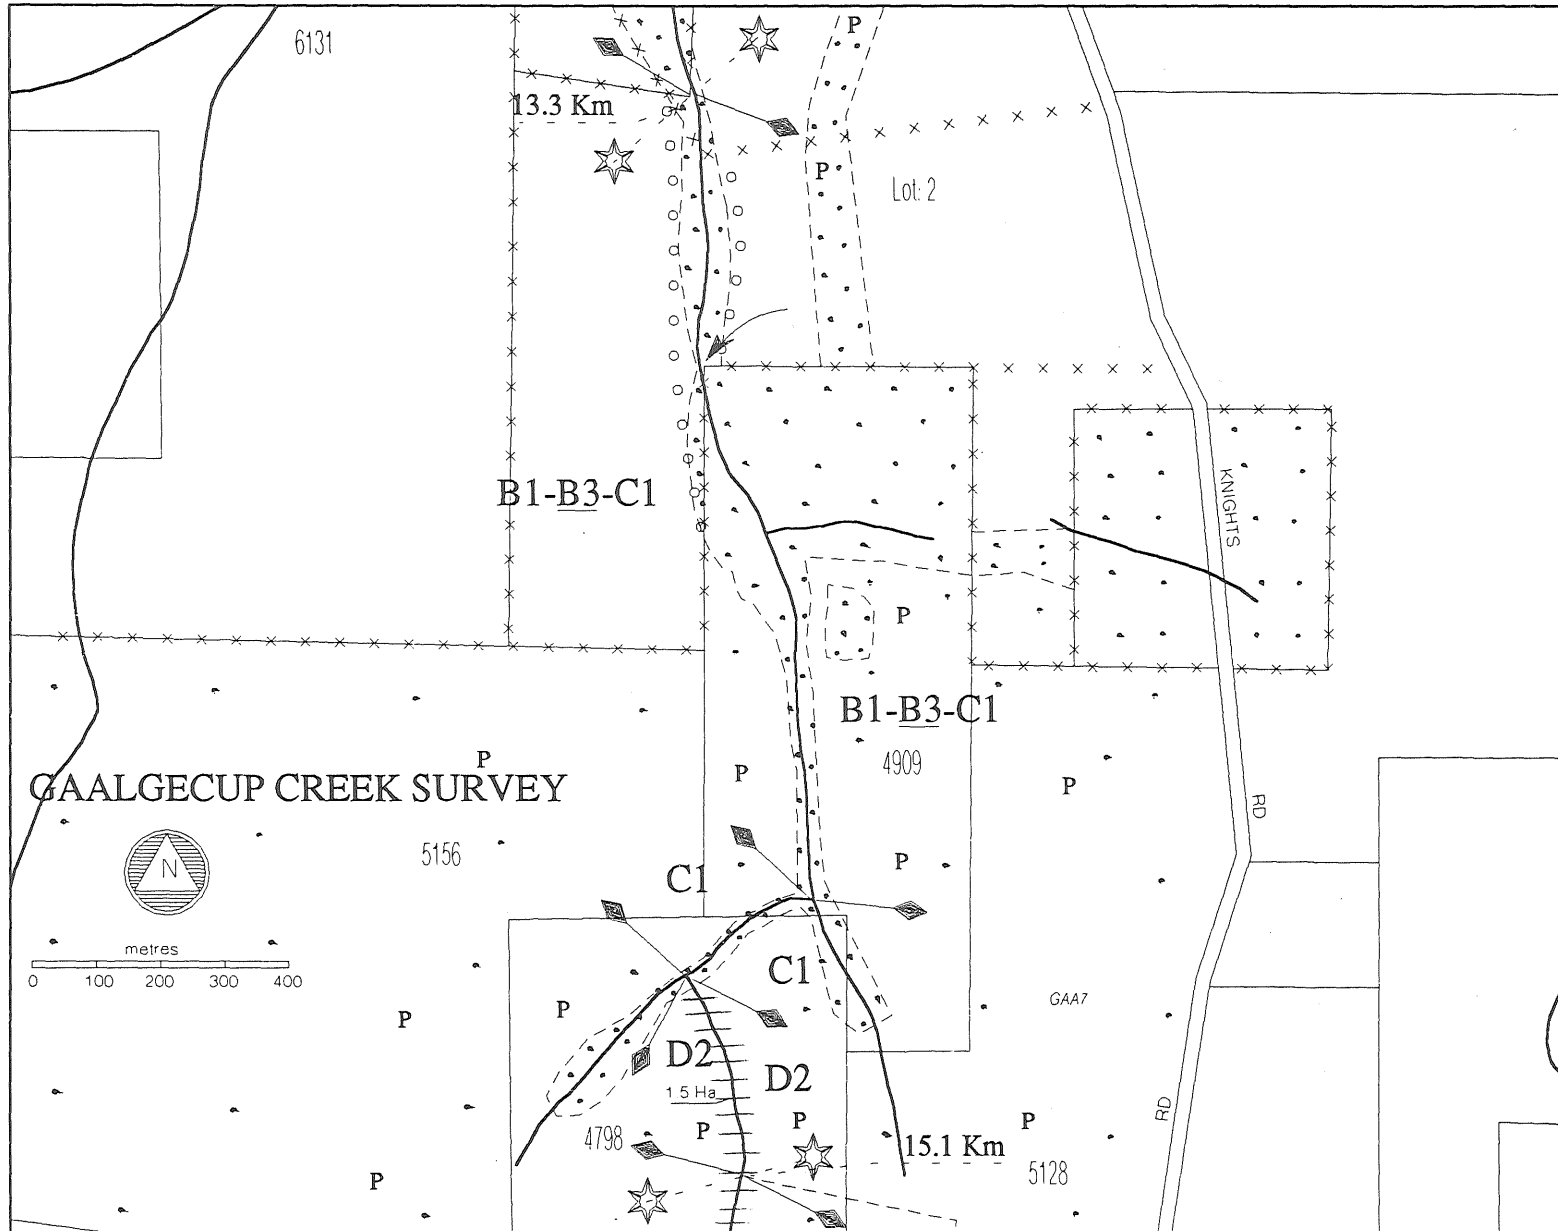 6131
P
13.3 Km
P
Lot: 2
B1-B3-C1
KNIGHTS
P
B1-B3-C1
4909
P
P
P
GAALGECUP CREEK SURVEY
RD
N
5156
P
C1
metres
0 100 200 300 400
C1
GAA7
P
P
D2
D2
1.5 Ha
RD
4798
P
P
P
15.1 Km
5128
P